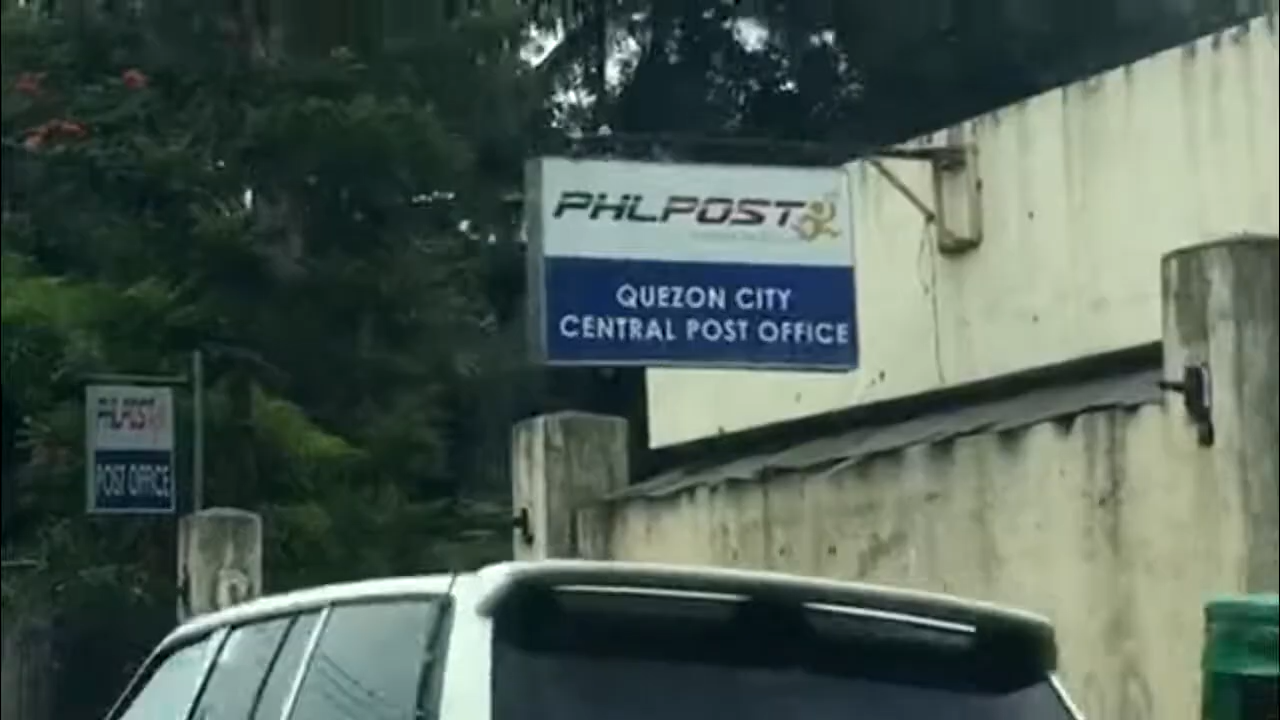 PHLPOST
QUEZON CITY
CENTRAL POST OFFICE
PHLPOST
POST OFFICE